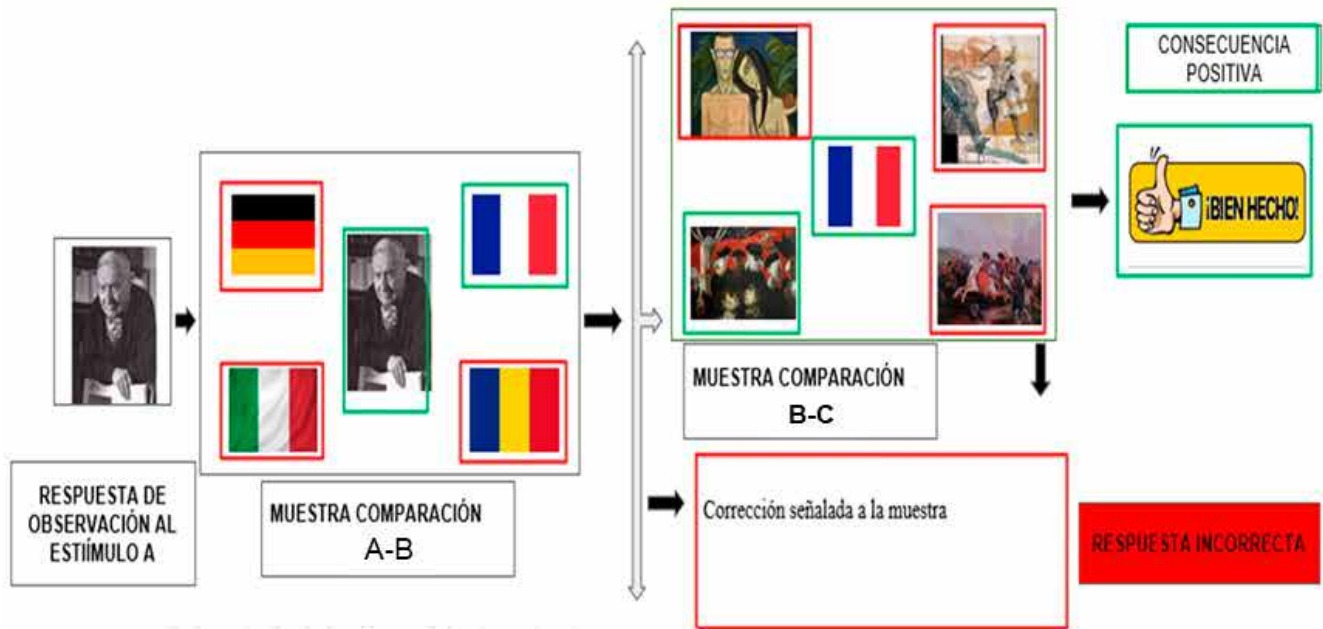 RESPUESTA DE
OBSERVACIÓN AL
ESTIÍMULO A
MUESTRA COMPARACIÓN
A-B
MUESTRA COMPARACIÓN
B-C
CONSECUENCIA
POSITIVA
¡BIEN HECHO!
Corrección señalada a la muestra
RESPUESTA INCORRECTA